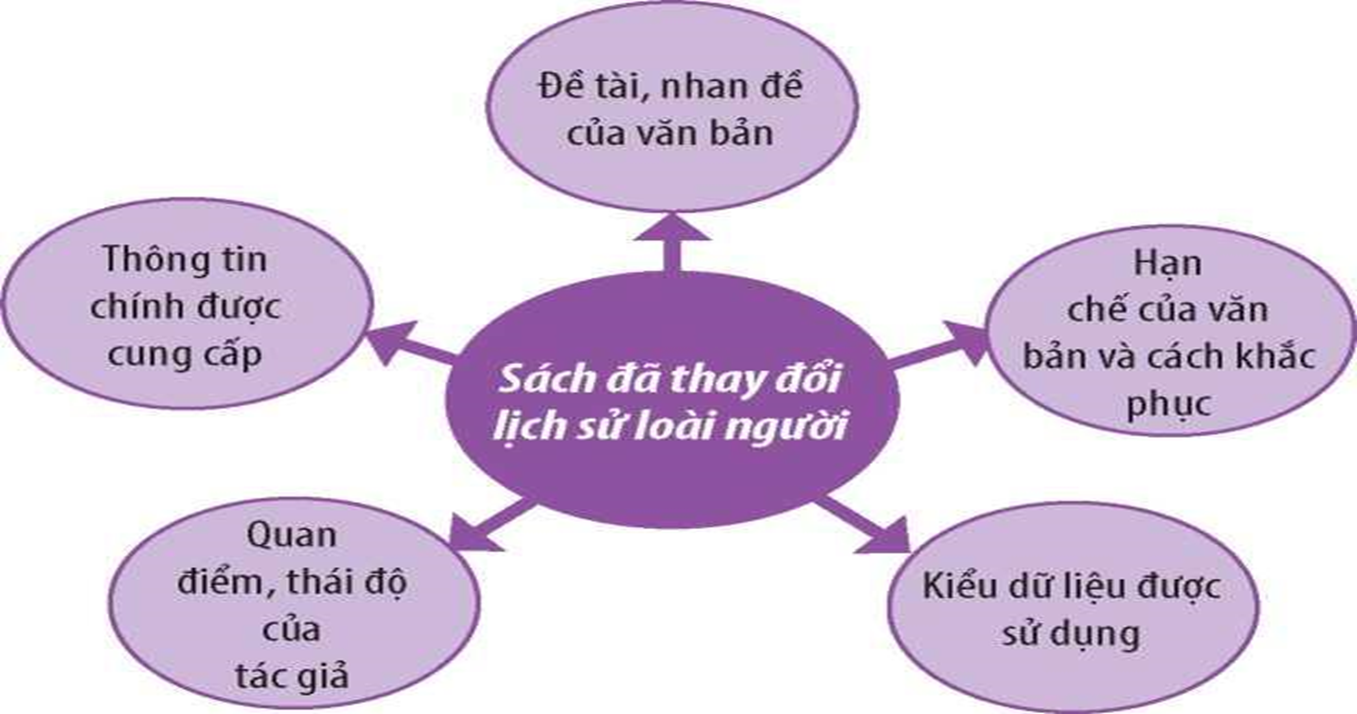 Đề tài, nhan đề
của văn bản
Thông tin
chính được
cung cấp
Hạn
chế của văn
bản và cách khắc
phục
Sách đã thay đổi
lịch sử loài người
Quan
điểm, thái độ
của
tác giả
Kiểu dữ liệu được
sử dụng